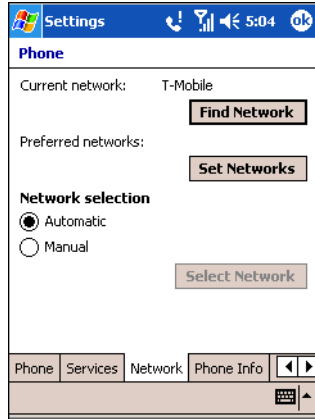 Settings 5:04 ok
Phone
Current network: T-Mobile
Find Network
Preferred networks:
Set Networks
Network selection
Automatic
Manual
Select Network
Phone Services Network Phone Info